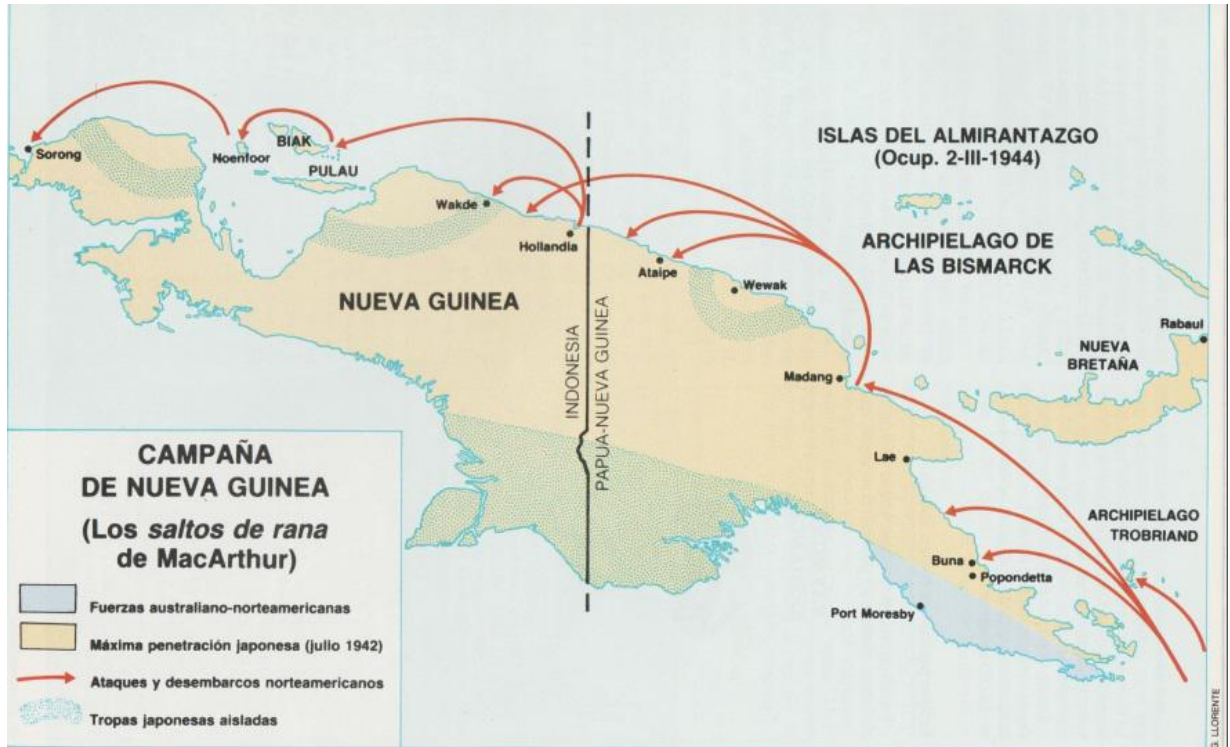 ISLAS DEL ALMIRANTAZGO
(Ocup. 2-III-1944)
BIAK
Sorong
Noemfoor
PULAU
Wakde
Hollandia
ARCHIPIELAGO DE
LAS BISMARCK
Ataipe
Wewak
NUEVA GUINEA
Rabaul
NUEVA
BRETAÑA
INDONESIA
PAPUA-NUEVA GUINEA
Madang
Lae
ARCHIPIELAGO
TROBRIAND
Buna
Popondetta
Port Moresby
CAMPAÑA
DE NUEVA GUINEA
(Los saltos de rana
de MacArthur)
Fuerzas australiano-norteamericanas
Máxima penetración japonesa (julio 1942)
Ataques y desembarcos norteamericanos
Tropas japonesas aisladas
G. LLORENTE